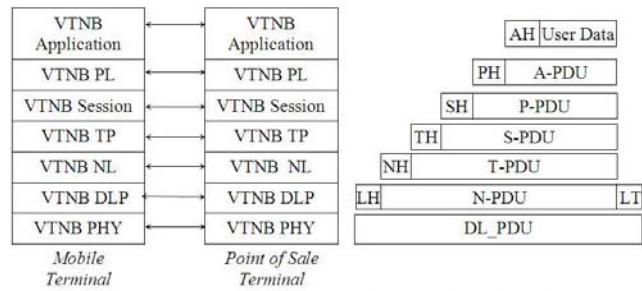 VTNB
Application
VTNB PL
VTNB Session
VTNB TP
VTNB NL
VTNB DLP
VTNB PHY
Mobile
Terminal
VTNB
Application
VTNB PL
VTNB Session
VTNB TP
VTNB NL
VTNB DLP
VTNB PHY
Point of Sale
Terminal
AH User Data
PH A-PDU
SH P-PDU
TH S-PDU
NH T-PDU
LH N-PDU LT
DL_PDU